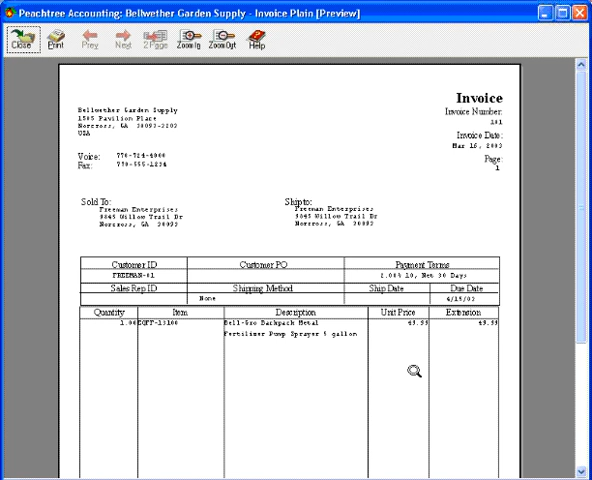 Peachtree Accounting: Bellwether Garden Supply - Invoice Plain [Preview]
Close Print Prev Next 2 Page Zoom In Zoom Out Help
Invoice
Bellwether Garden Supply
1505 Pavilion Place
Norcross, GA 30093-3203
USA
Invoice Number:
101
Invoice Date:
Mar 16, 2003
Voice: 770-724-4000
Fax: 770-555-1234
Page:
1
Sold To:
Freeman Enterprises
9845 Willow Trail Dr
Norcross, GA 30093
Ship to:
Freeman Enterprises
9845 Willow Trail Dr
Norcross, GA 30093
Customer ID Customer PO Payment Terms
FREEMAN-01 2.00% 10, Net 30 Days
Sales Rep ID Shipping Method Ship Date Due Date
None 4/15/03
Quantity Item Description Unit Price Extension
1.00 EQFF-13100 Bell-Gro Backpack Metal 49.99 49.99
Fertilizer Pump Sprayer 5 gallon